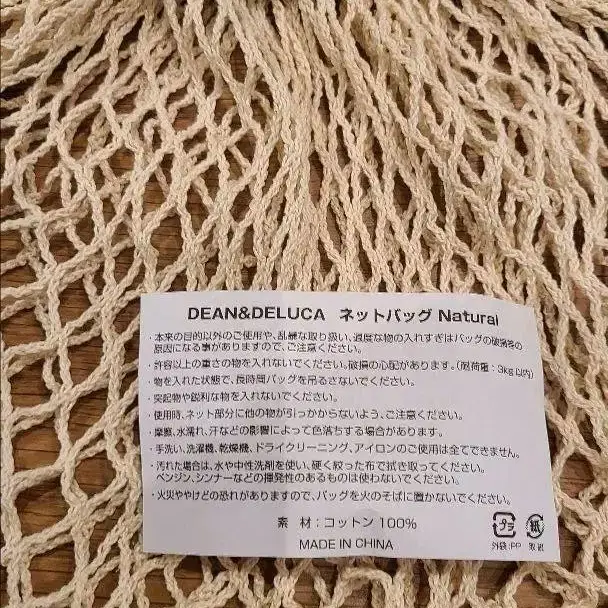 DEAN&DELUCA ネットバッグ Natural
・本来の目的以外のご使用や、乱暴な取り扱い、過度な物の入れすぎはバッグの破損等の
原因になる事がありますので、ご注意ください。
・許容以上の重さの物を入れないでください。破損の心配があります。(耐荷重:3kg以内)
・物を入れた状態で、長時間バッグを吊るさないでください。
・突起物や鋭利な物を入れないでください。
・使用時、ネット部分に他の物が引っかからないよう、ご注意ください。
・摩擦、水濡れ、汗などの影響によって色落ちする場合があります。
・手洗い、洗濯機、乾燥機、ドライクリーニング、アイロンのご使用は全てできません。
・汚れた場合は、水や中性洗剤を使い、硬く絞った布で拭き取ってください。
ベンジン、シンナーなどの揮発性のあるものは使わないでください。
・火災ややけどの恐れがありますので、バッグを火のそばに置かないでください。
素 材:コットン 100%
MADE IN CHINA
プラ 紙
外袋:PP 取説